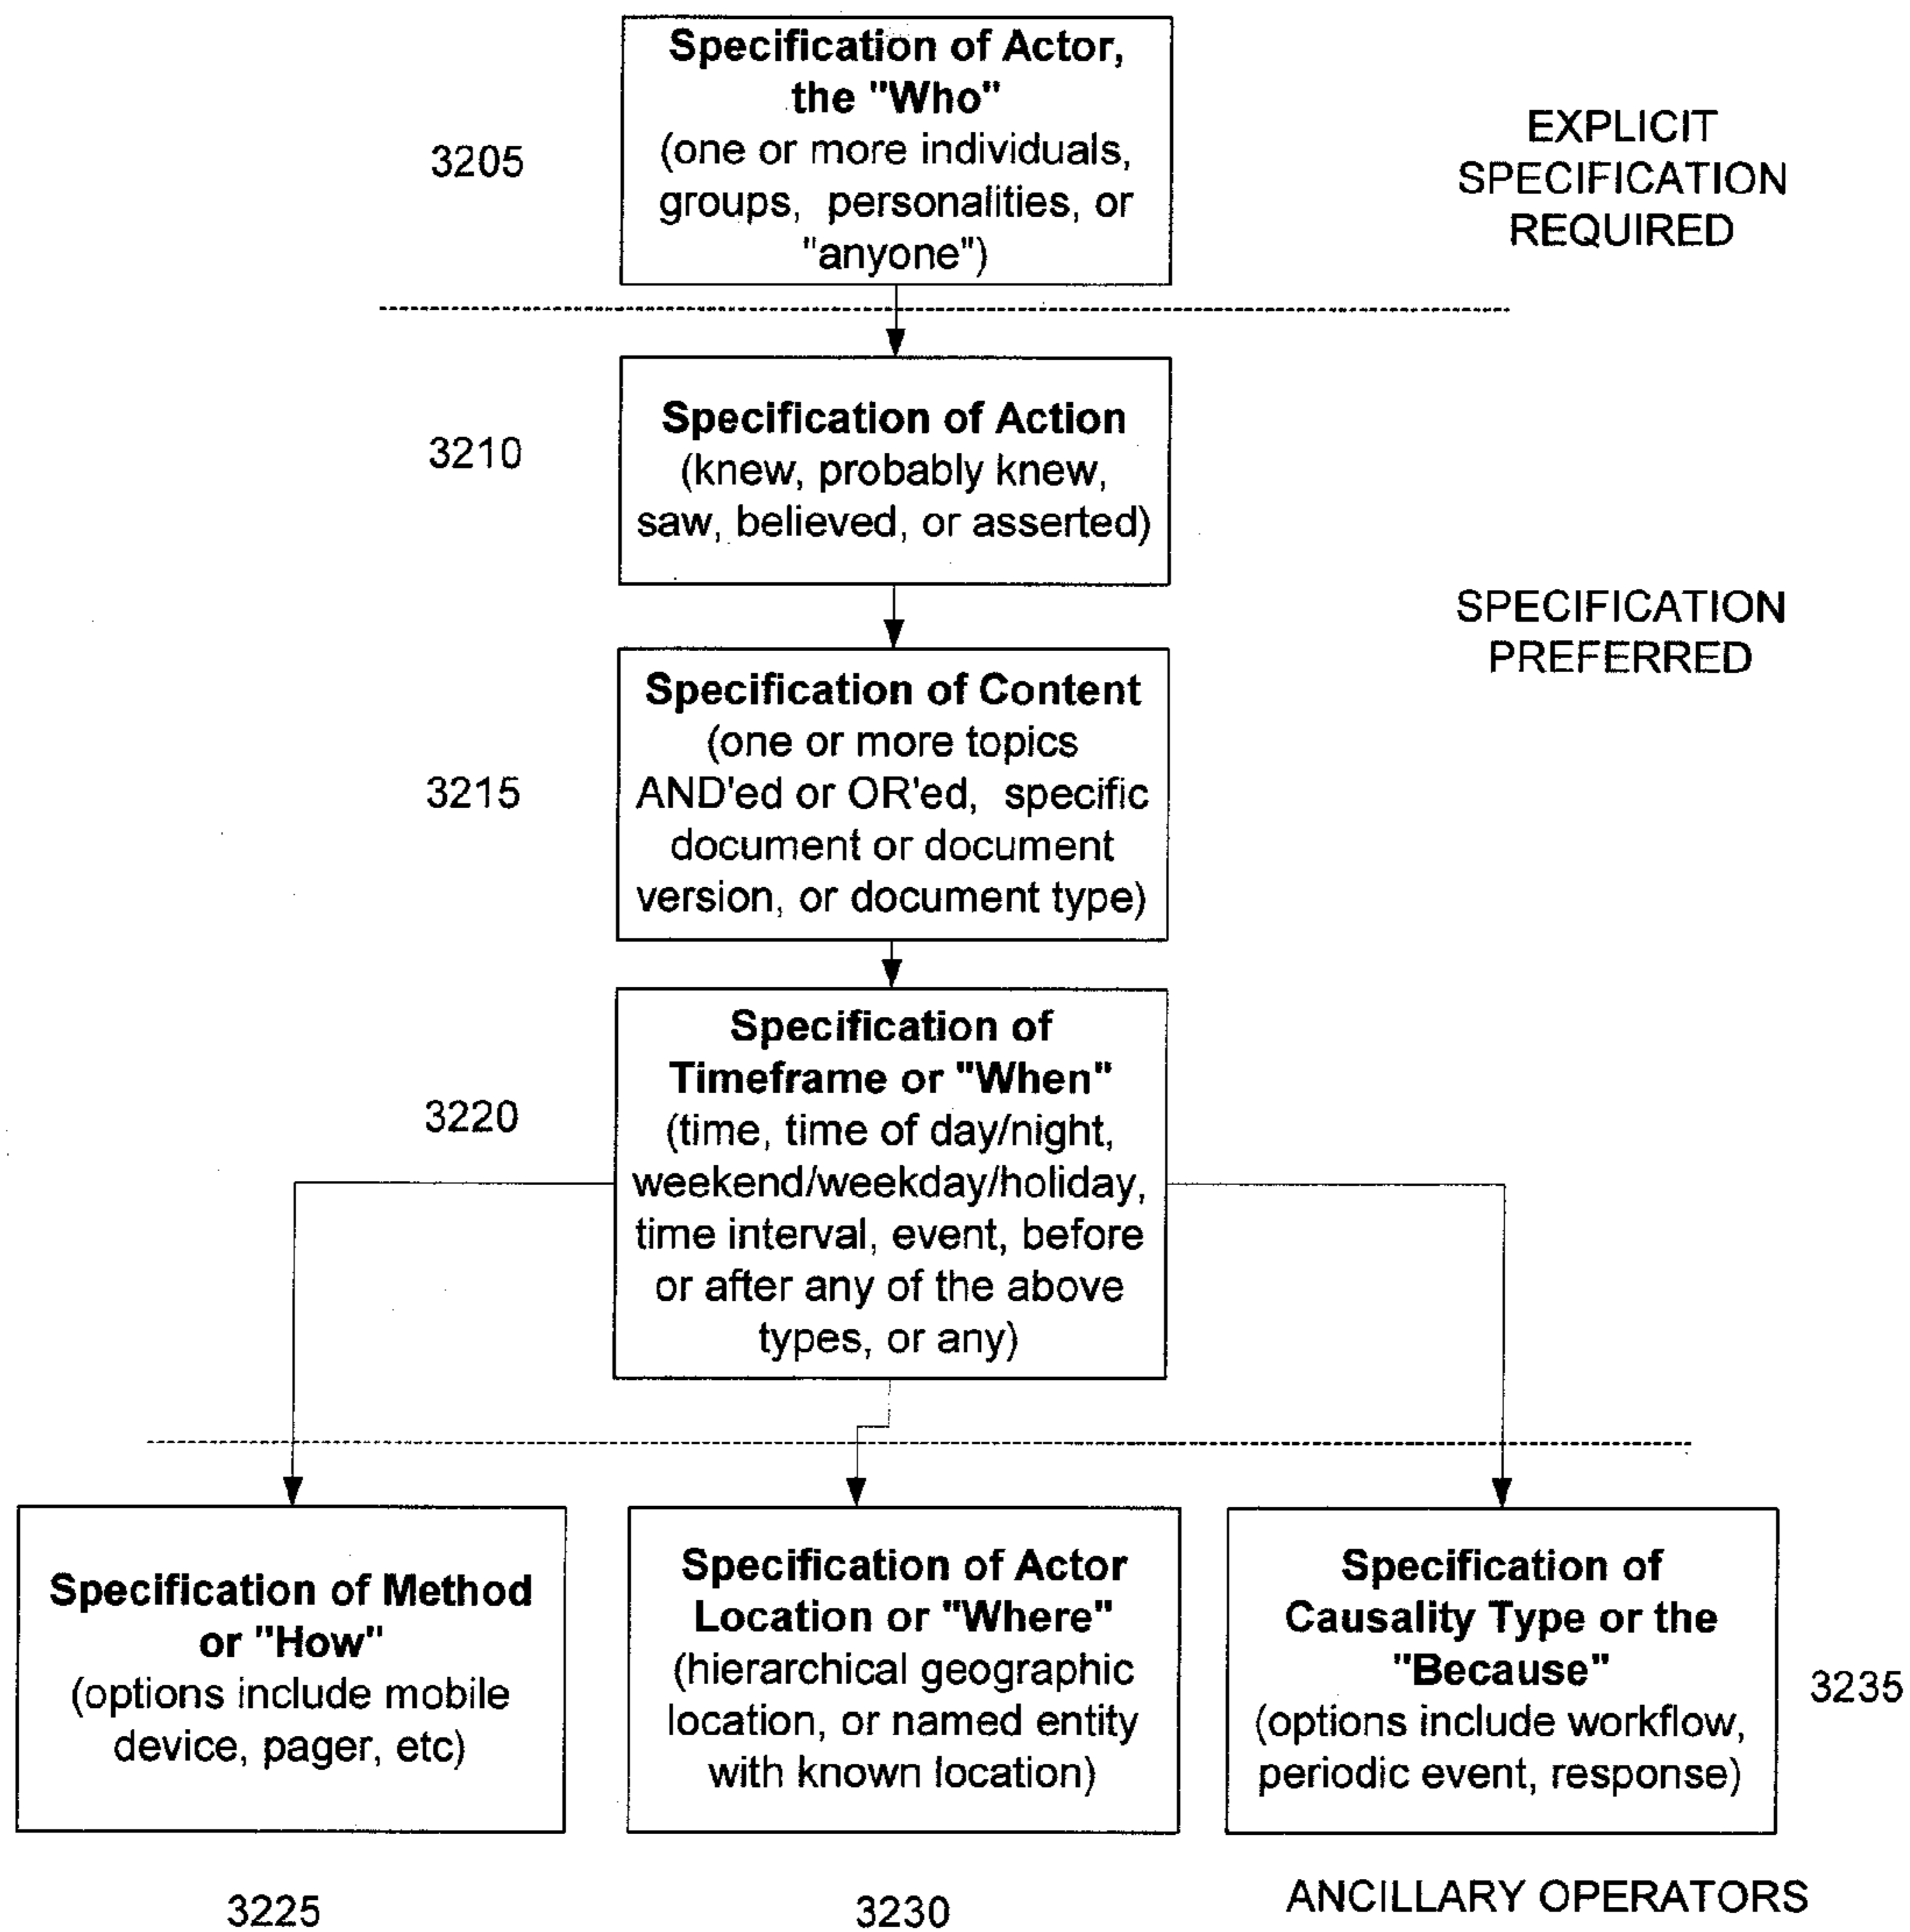 Specification of Actor,
the "Who"
(one or more individuals,
groups, personalities, or
"anyone")
3205
EXPLICIT
SPECIFICATION
REQUIRED
Specification of Action
(knew, probably knew,
saw, believed, or asserted)
3210
SPECIFICATION
PREFERRED
Specification of Content
(one or more topics
AND'ed or OR'ed, specific
document or document
version, or document type)
3215
Specification of
Timeframe or "When"
(time, time of day/night,
weekend/weekday/holiday,
time interval, event, before
or after any of the above
types, or any)
3220
Specification of Method
or "How"
(options include mobile
device, pager, etc)
3225
Specification of Actor
Location or "Where"
(hierarchical geographic
location, or named entity
with known location)
3230
Specification of
Causality Type or the
"Because"
(options include workflow,
periodic event, response)
3235
ANCILLARY OPERATORS